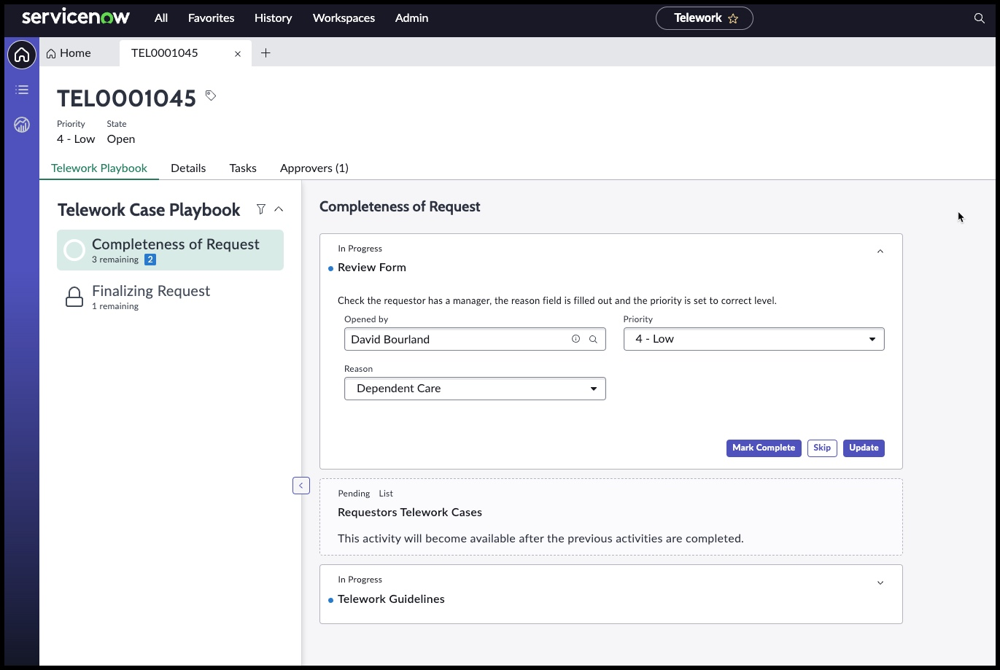 servicenow All Favorites History Workspaces Admin Telework
Home TEL0001045
TEL0001045
Priority State
4 - Low Open
Telework Playbook Details Tasks Approvers (1)
Telework Case Playbook
Completeness of Request
3 remaining 2
Finalizing Request
1 remaining
Completeness of Request
In Progress
Review Form
Check the requestor has a manager, the reason field is filled out and the priority is set to correct level.
Opened by Priority
David Bourland 4 - Low
Reason
Dependent Care
Mark Complete Skip Update
Pending List
Requestors Telework Cases
This activity will become available after the previous activities are completed.
In Progress
Telework Guidelines